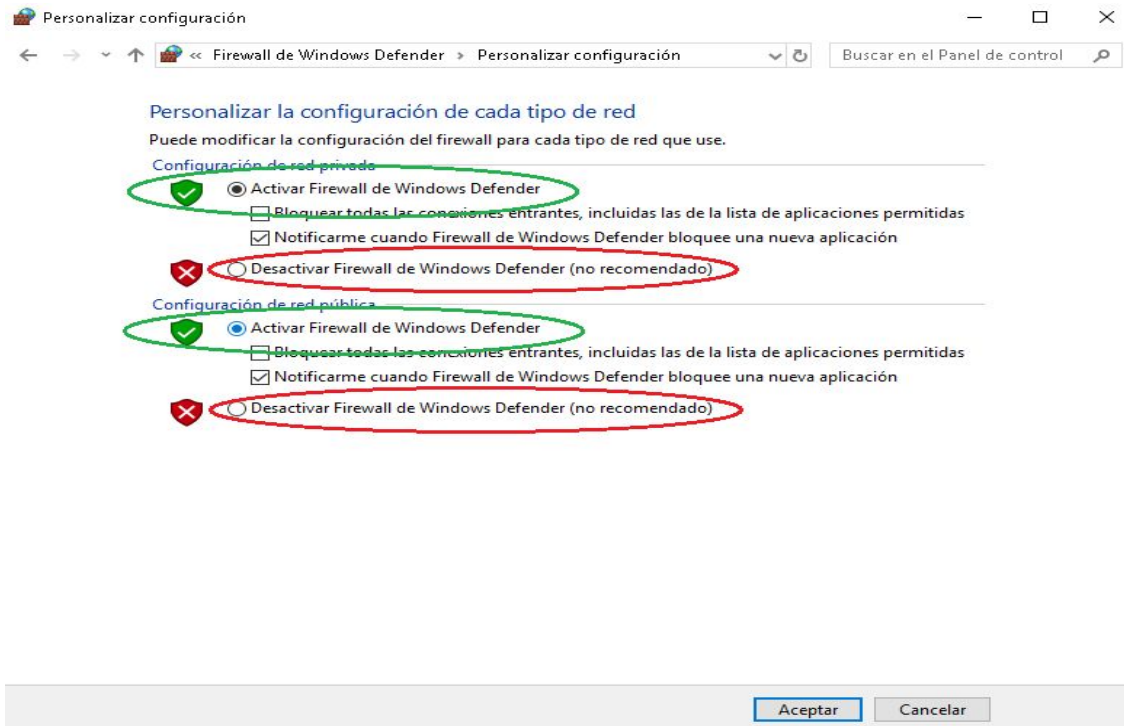 Personalizar configuración
« Firewall de Windows Defender > Personalizar configuración Buscar en el Panel de control
Personalizar la configuración de cada tipo de red
Puede modificar la configuración del firewall para cada tipo de red que use.
Configuración de red privada
Activar Firewall de Windows Defender
Bloquear todas las conexiones entrantes, incluidas las de la lista de aplicaciones permitidas
Notificarme cuando Firewall de Windows Defender bloquee una nueva aplicación
Desactivar Firewall de Windows Defender (no recomendado)
Configuración de red pública
Activar Firewall de Windows Defender
Bloquear todas las conexiones entrantes, incluidas las de la lista de aplicaciones permitidas
Notificarme cuando Firewall de Windows Defender bloquee una nueva aplicación
Desactivar Firewall de Windows Defender (no recomendado)
Aceptar Cancelar